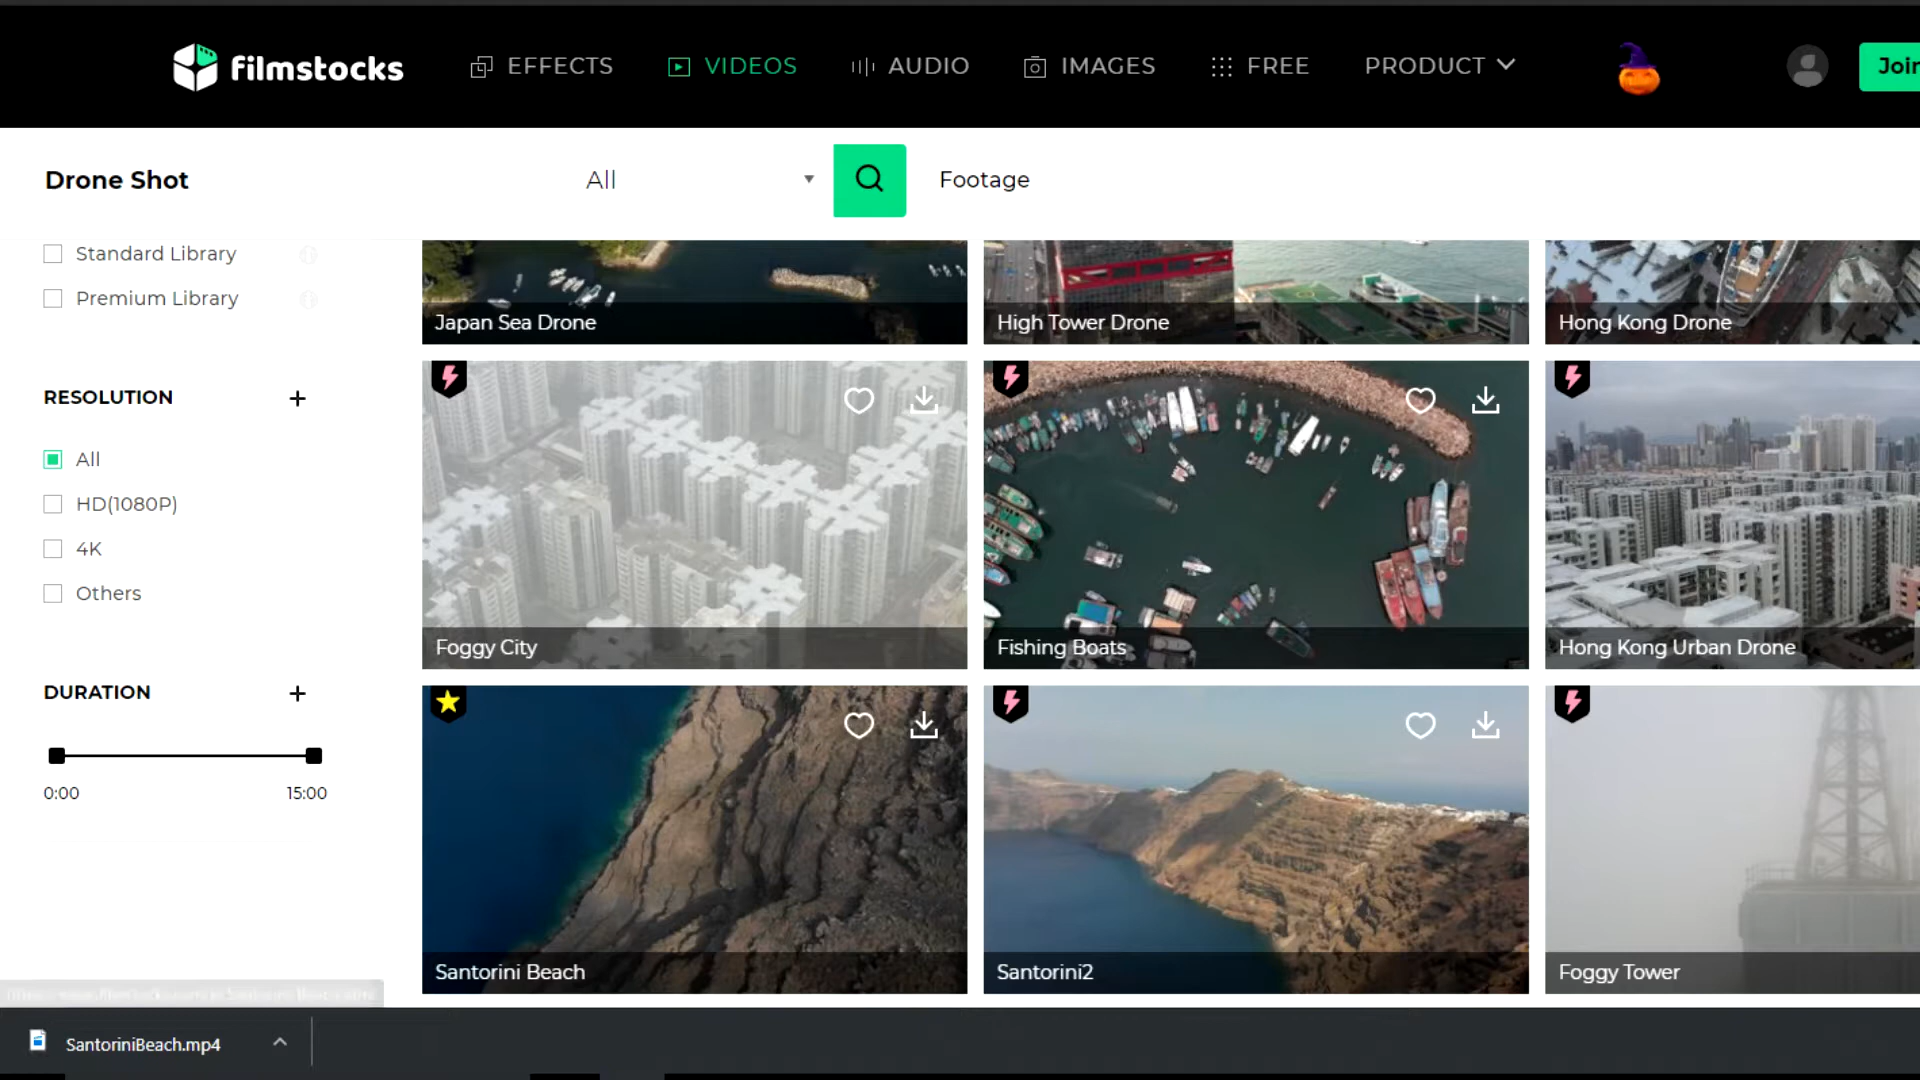 filmstocks
EFFECTS
VIDEOS
AUDIO
IMAGES
FREE
PRODUCT
Join
Drone Shot
All
Footage
Standard Library
Premium Library
RESOLUTION
All
HD(1080P)
4K
Others
DURATION
0:00
15:00
Japan Sea Drone
High Tower Drone
Hong Kong Drone
Foggy City
Fishing Boats
Hong Kong Urban Drone
Santorini Beach
Santorini2
Foggy Tower
SantoriniBeach.mp4